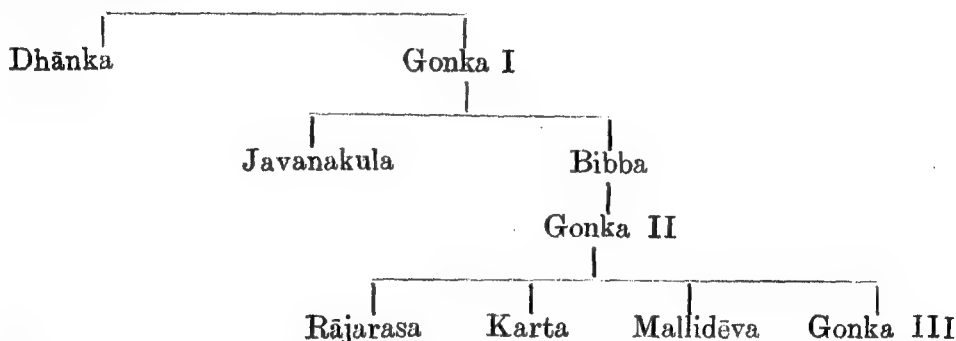 Dhānka Gonka I
Javanakula Bibba
Gonka II
Rājarasa Karta Mallidēva Gonka III